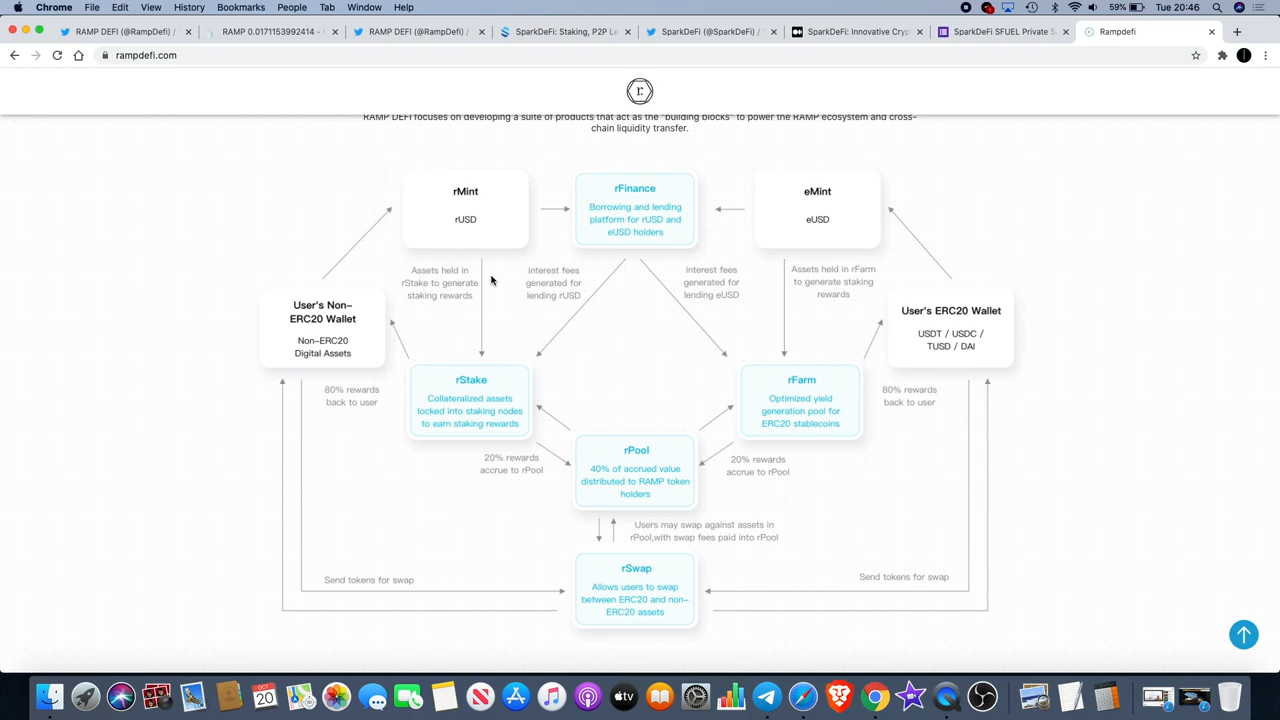 Chrome File Edit View History Bookmarks People Tab Window Help 59% Tue 20:46
RAMP DEFI (@RampDefi) / RAMP 0.0171153992414 - RAMP DEFI (@RampDefi) / SparkDeFi: Staking, P2P Le SparkDeFi (@SparkDefi) / SparkDeFi: Innovative Cryp SparkDeFi SFUEL Private S Rampdefi
rampdefi.com
r.
RAMP DEFI focuses on developing a suite of products that act as the "building blocks" to power the RAMP ecosystem and cross-
chain liquidity transfer.
rMint
rUSD
rFinance
Borrowing and lending
platform for rUSD and
eUSD holders
eMint
eUSD
Assets held in
rStake to generate
staking rewards
interest fees
generated for
lending rUSD
interest fees
generated for
lending eUSD
Assets held in rFarm
to generate staking
rewards
User's Non-
ERC20 Wallet
Non-ERC20
Digital Assets
User's ERC20 Wallet
USDT / USDC /
TUSD / DAI
80% rewards
back to user
rStake
Collateralized assets
locked into staking nodes
to earn staking rewards
rFarm
Optimized yield
generation pool for
ERC20 stablecoins
80% rewards
back to user
20% rewards
accrue to rPool
rPool
40% of accrued value
distributed to RAMP token
holders
20% rewards
accrue to rPool
Users may swap against assets in
rPool,with swap fees paid into rPool
Send tokens for swap
rSwap
Allows users to swap
between ERC20 and non-
ERC20 assets
Send tokens for swap
OCT
20
tv